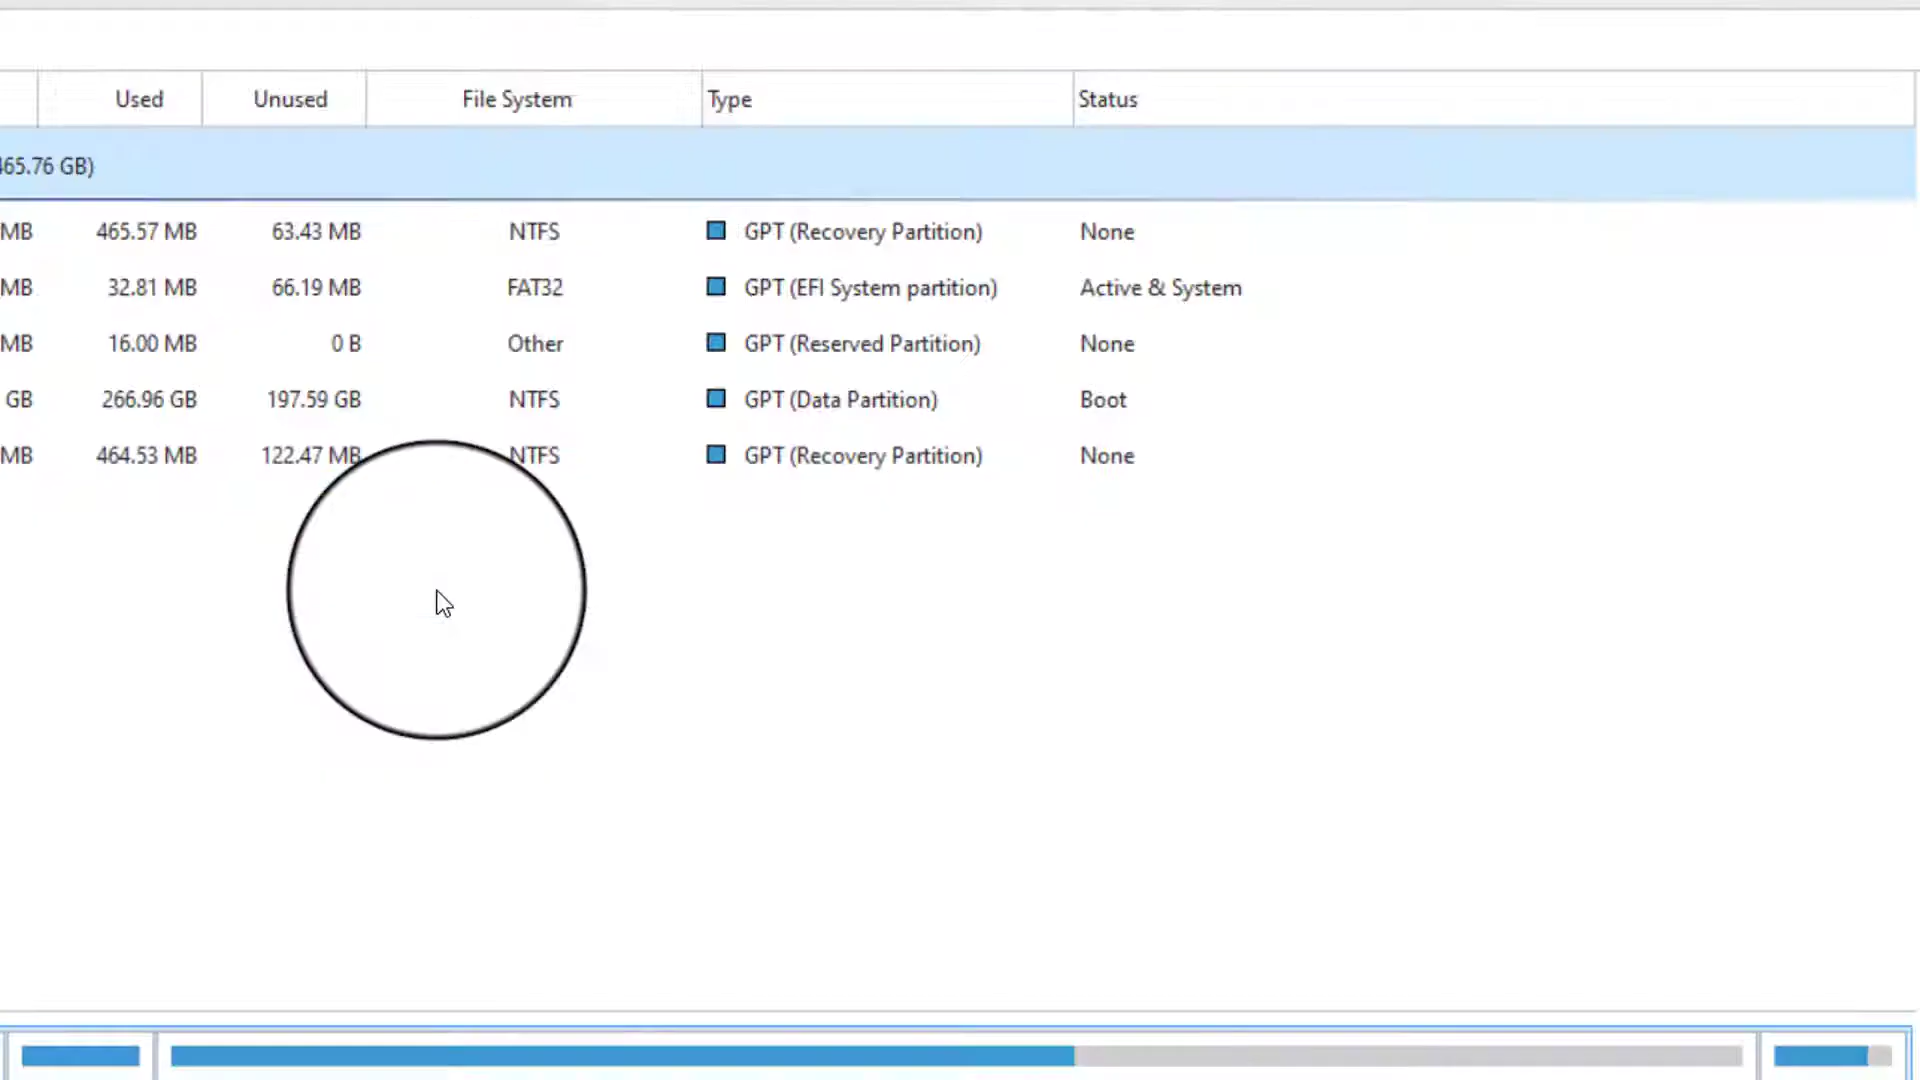 Used Unused File System Type Status
465.76 GB)
MB 465.57 MB 63.43 MB NTFS GPT (Recovery Partition) None
MB 32.81 MB 66.19 MB FAT32 GPT (EFI System partition) Active & System
MB 16.00 MB 0 B Other GPT (Reserved Partition) None
GB 266.96 GB 197.59 GB NTFS GPT (Data Partition) Boot
MB 464.53 MB 122.47 MB NTFS GPT (Recovery Partition) None